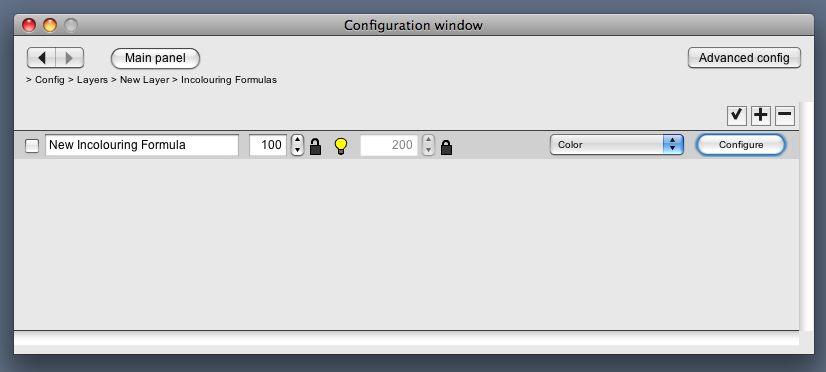 Configuration window
Main panel
Advanced config
> Config > Layers > New Layer > Incolouring Formulas
New Incolouring Formula 100 200 Color Configure